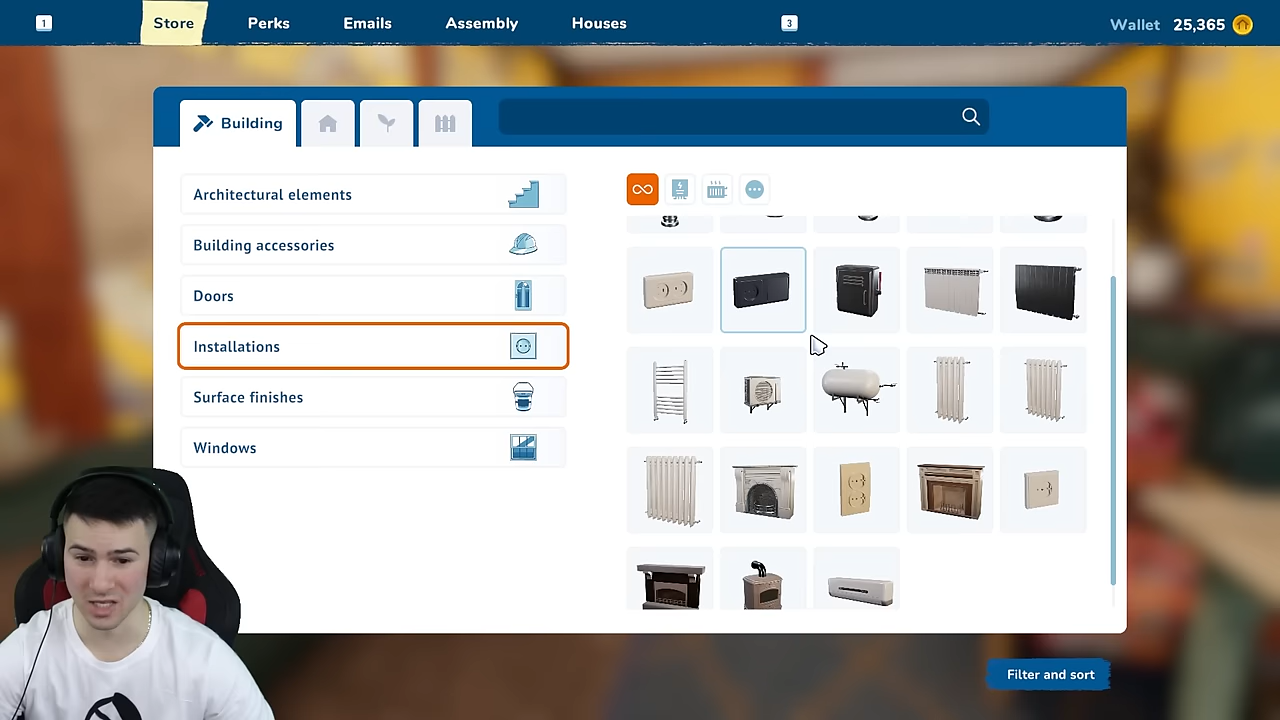 1
Store
Perks
Emails
Assembly
Houses
3
Wallet 25,365
Building
Architectural elements
Building accessories
Doors
Installations
Surface finishes
Windows
Filter and sort